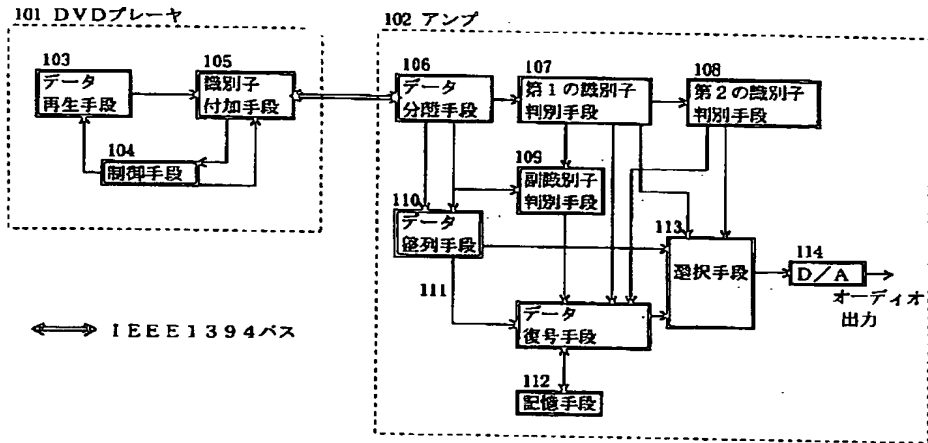 101 DVDプレーヤ
102 アンプ
103
データ
再生手段
105
識別子
付加手段
104
制御手段
106
データ
分離手段
107
第1の識別子
判別手段
108
第2の識別子
判別手段
109
副識別子
判別手段
110
データ
整列手段
111
113
選択手段
114
D/A
オーディオ
出力
データ
復号手段
112
記憶手段
IEEE1394バス